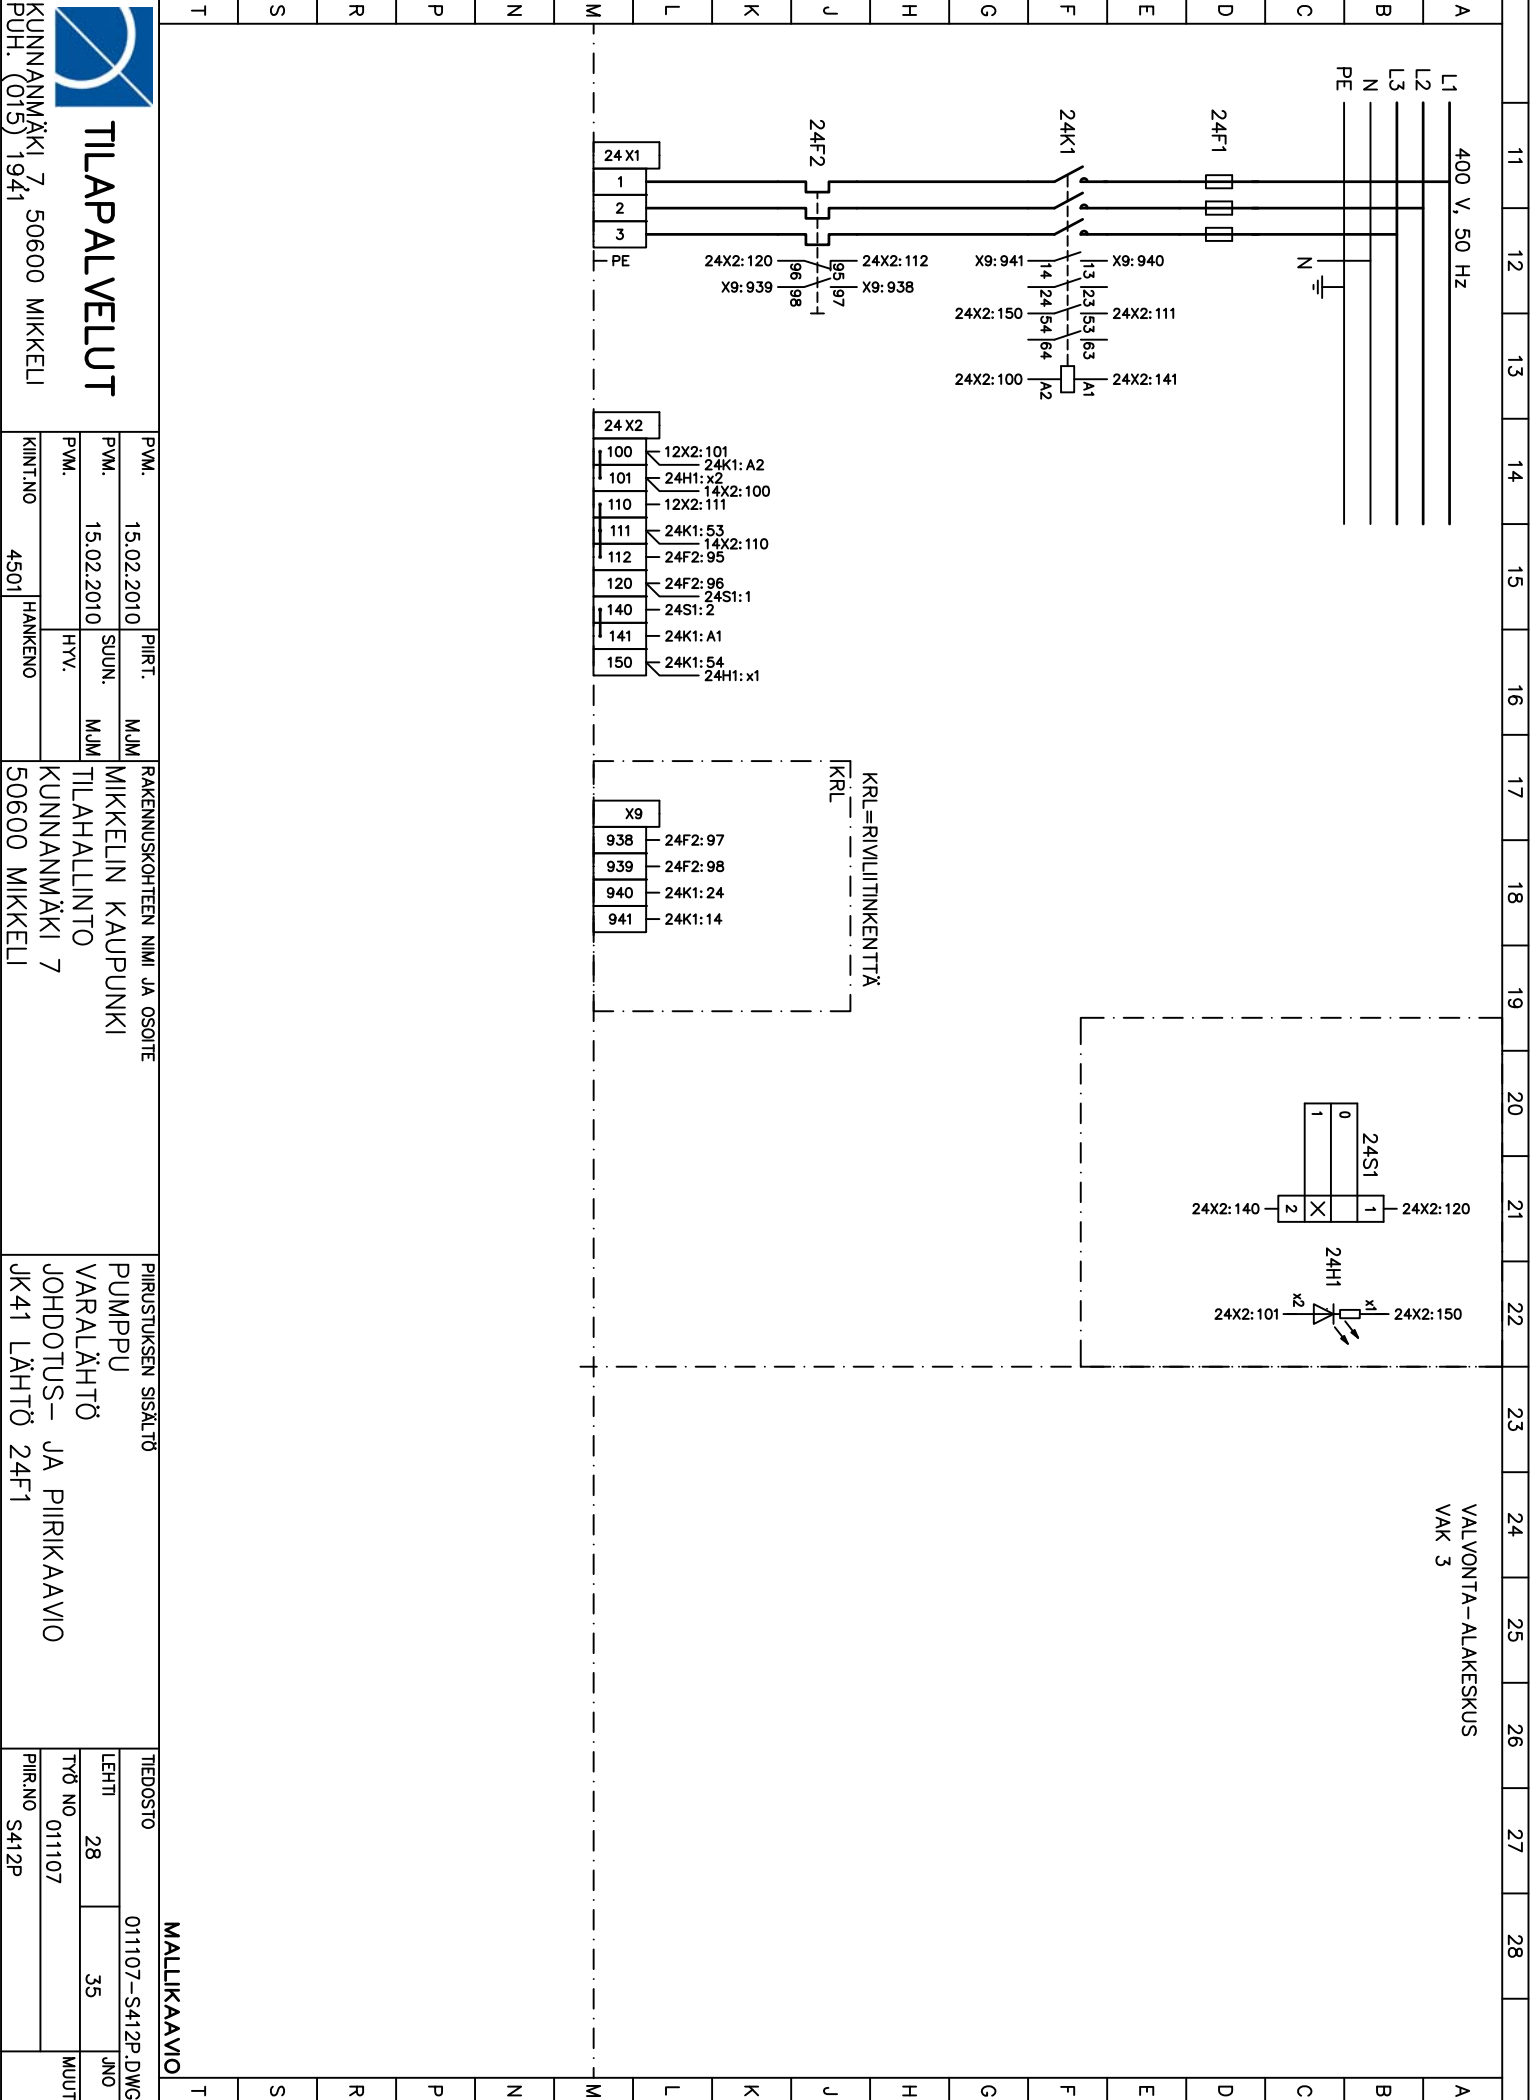 A B C D E F G H J K L M N P R S T
11 12 13 14 15 16 17 18 19 20 21 22 23 24 25 26 27 28
400 V, 50 Hz
L1
L2
L3
N
PE
N
24F1
24K1
X9:940
13
14
X9:941
23
24
24X2:111
53
54
24X2:150
63
64
24X2:141
A1
A2
24X2:100
24F2
24X2:112
95
96
24X2:120
X9:938
97
98
X9:939
24X1
1
2
3
PE
24X2
100 12X2:101
24K1:A2
101 24H1:x2
14X2:100
110 12X2:111
111 24K1:53
14X2:110
112 24F2:95
120 24F2:96
24S1:1
140 24S1:2
141 24K1:A1
150 24K1:54
24H1:x1
KRL=RIVILIITINKENTTÄ
KRL
X9
938 24F2:97
939 24F2:98
940 24K1:24
941 24K1:14
24S1
0
1
24X2:120
1
X
2
24X2:140
24H1
24X2:150
x1
x2
24X2:101
VALVONTA-ALAKESKUS
VAK 3
MALLIKAAVIO
A B C D E F G H J K L M N P R S T
TILAPALVELUT
KUNNANMÄKI 7, 50600 MIKKELI
PUH. (015) 1941
PVM. 15.02.2010 PIIRT. MJM
PVM. 15.02.2010 SUUN. MJM
PVM. HYV.
KIINT.NO 4501 HANKENO
RAKENNUSKOHTEEN NIMI JA OSOITE
MIKKELIN KAUPUNKI
TILAHALLINTO
KUNNANMÄKI 7
50600 MIKKELI
PIIRUSTUKSEN SISÄLTÖ
PUMPPU
VARALÄHTÖ
JOHDOTUS- JA PIIRIKAAVIO
JK41 LÄHTÖ 24F1
TIEDOSTO 011107-S412P.DWG
LEHTI 28 35 JNO
TYÖ NO 011107 MUUT
PIIR.NO S412P